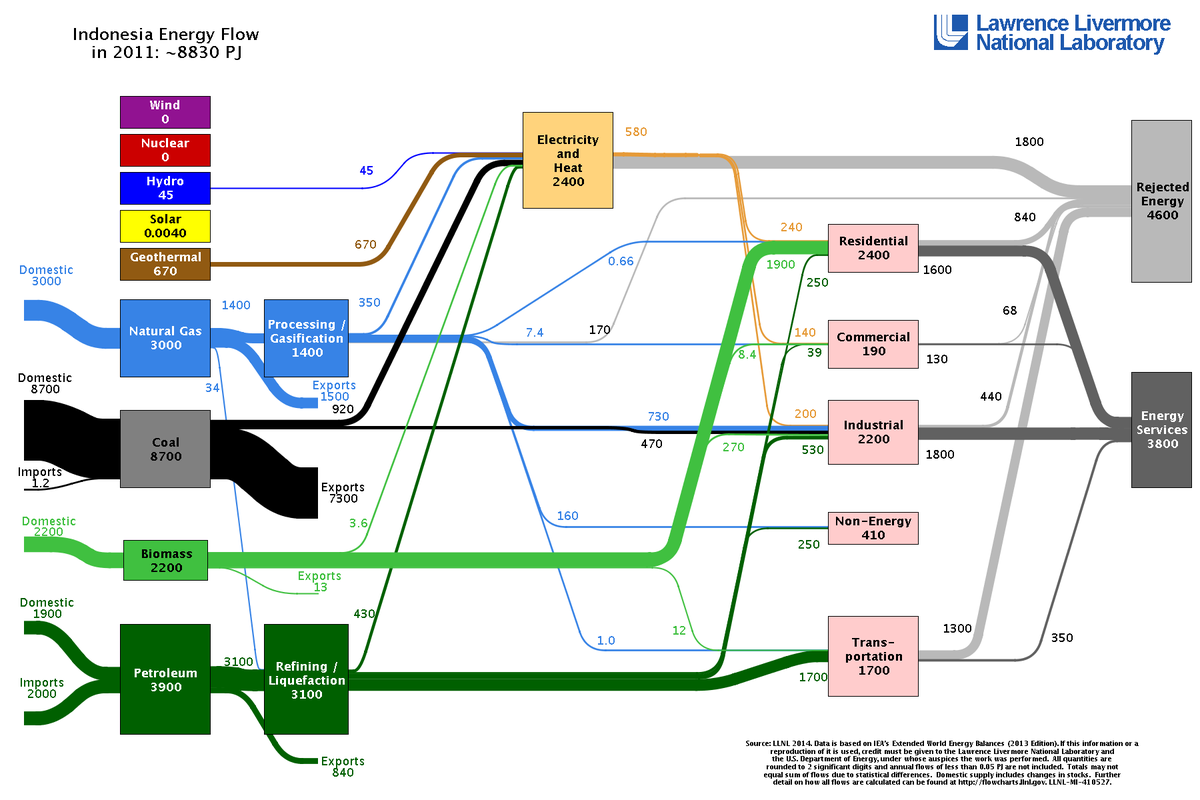 Indonesia Energy Flow
in 2011: ~8830 PJ
Lawrence Livermore
National Laboratory
Wind
0
Nuclear
0
Hydro
45
Solar
0.0040
Geothermal
670
Domestic
3000
Natural Gas
3000
1400
Processing /
Gasification
1400
350
34
Exports
1500
45
670
Domestic
8700
Imports
1.2
Coal
8700
920
Exports
7300
Domestic
2200
Biomass
2200
3.6
Exports
13
Domestic
1900
Imports
2000
Petroleum
3900
3100
Refining /
Liquefaction
3100
430
Exports
840
Electricity
and
Heat
2400
580
0.66
7.4
170
730
470
160
1.0
12
240
1900
250
140
8.4
39
200
270
530
250
1700
Residential
2400
Commercial
190
Industrial
2200
Non-Energy
410
Trans-
portation
1700
1800
840
1600
68
130
440
1800
1300
350
Rejected
Energy
4600
Energy
Services
3800
Source: LLNL 2014. Data is based on IEA's Extended World Energy Balances (2013 Edition). If this information or a
reproduction of it is used, credit must be given to the Lawrence Livermore National Laboratory and
the U.S. Department of Energy, under whose auspices the work was performed. All quantities are
rounded to 2 significant digits and annual flows of less than 0.05 PJ are not included. Totals may not
equal sum of flows due to statistical differences. Domestic supply includes changes in stocks. Further
detail on how all flows are calculated can be found at http://flowcharts.llnl.gov. LLNL-MI-410527.